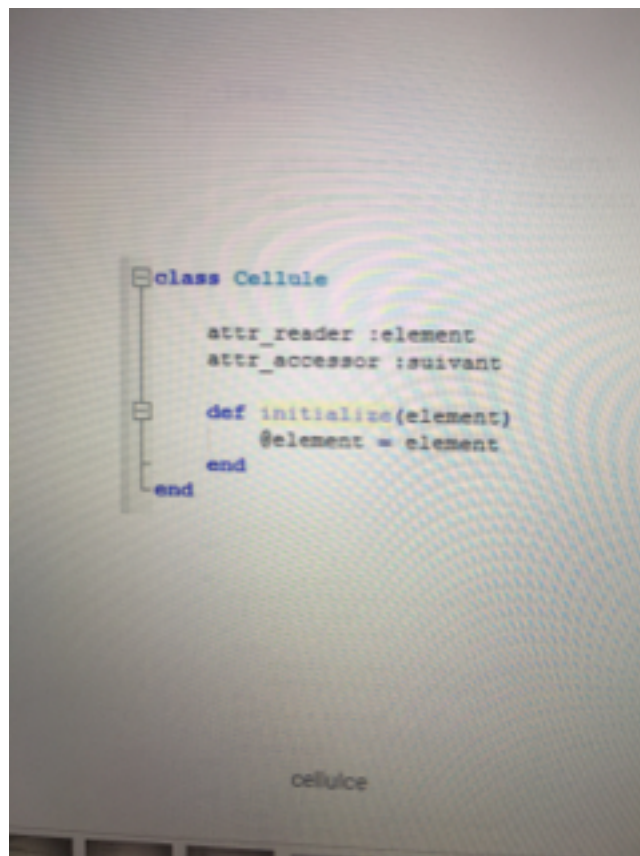 class Cellule
attr_reader :element
attr_accessor :suivant
def initialize(element)
@element = element
end
end
cellulce